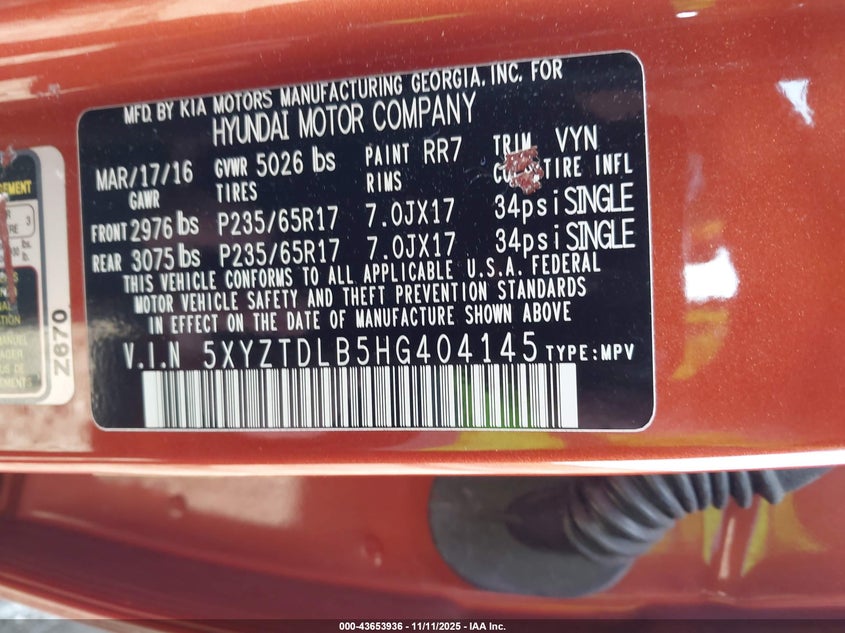 MFD. BY KIA MOTORS MANUFACTURING GEORGIA, INC. FOR
HYUNDAI MOTOR COMPANY
MAR/17/16 GVWR 5026 lbs PAINT RR7 TRIM VYN
GAWR TIRES RIMS TIRE INFL
FRONT 2976 lbs P235/65R17 7.0JX17 34psi SINGLE
REAR 3075 lbs P235/65R17 7.0JX17 34psi SINGLE
THIS VEHICLE CONFORMS TO ALL APPLICABLE U.S.A. FEDERAL
MOTOR VEHICLE SAFETY AND THEFT PREVENTION STANDARDS
IN EFFECT ON THE DATE OF MANUFACTURE SHOWN ABOVE
V.I.N 5XYZTDLB5HG404145 TYPE:MPV
Z670
000-43653936 - 11/11/2025 - IAA Inc.